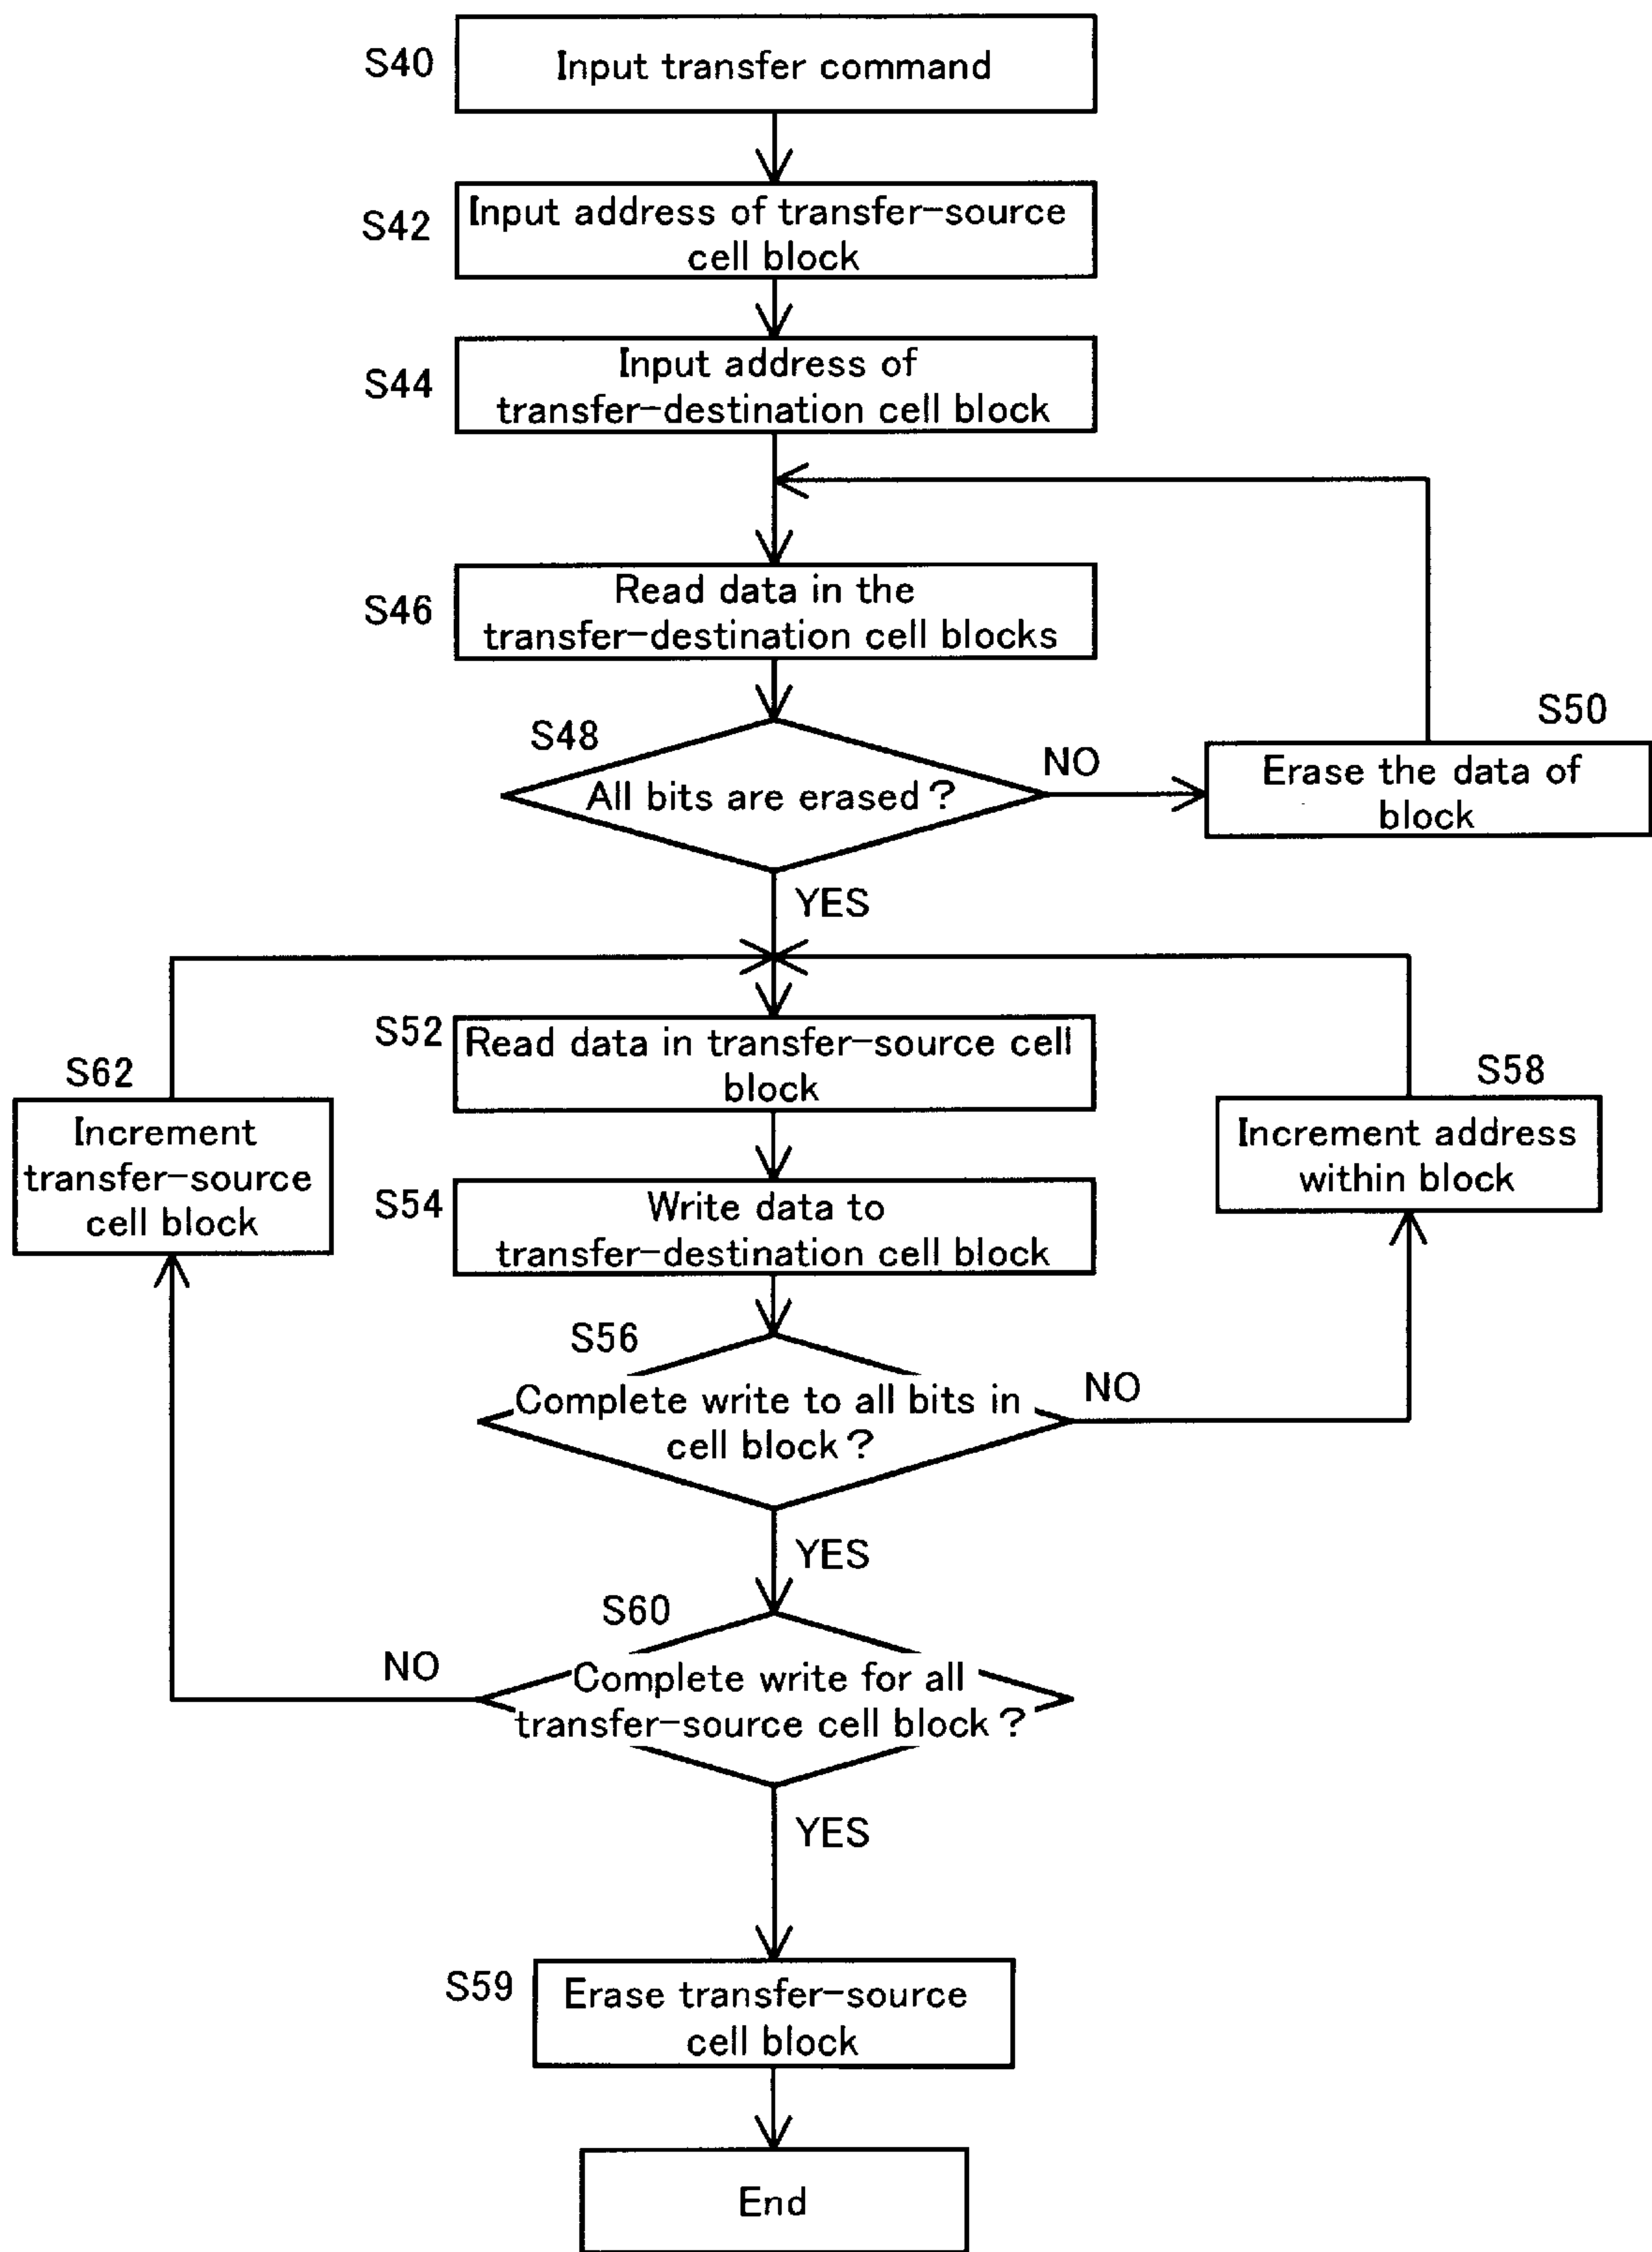 S40
Input transfer command
S42
Input address of transfer-source
cell block
S44
Input address of
transfer-destination cell block
S46
Read data in the
transfer-destination cell blocks
S48
All bits are erased?
NO
S50
Erase the data of
block
YES
S52
Read data in transfer-source cell
block
S62
Increment
transfer-source
cell block
S58
Increment address
within block
S54
Write data to
transfer-destination cell block
S56
Complete write to all bits in
cell block?
NO
YES
S60
NO
Complete write for all
transfer-source cell block?
YES
S59
Erase transfer-source
cell block
End